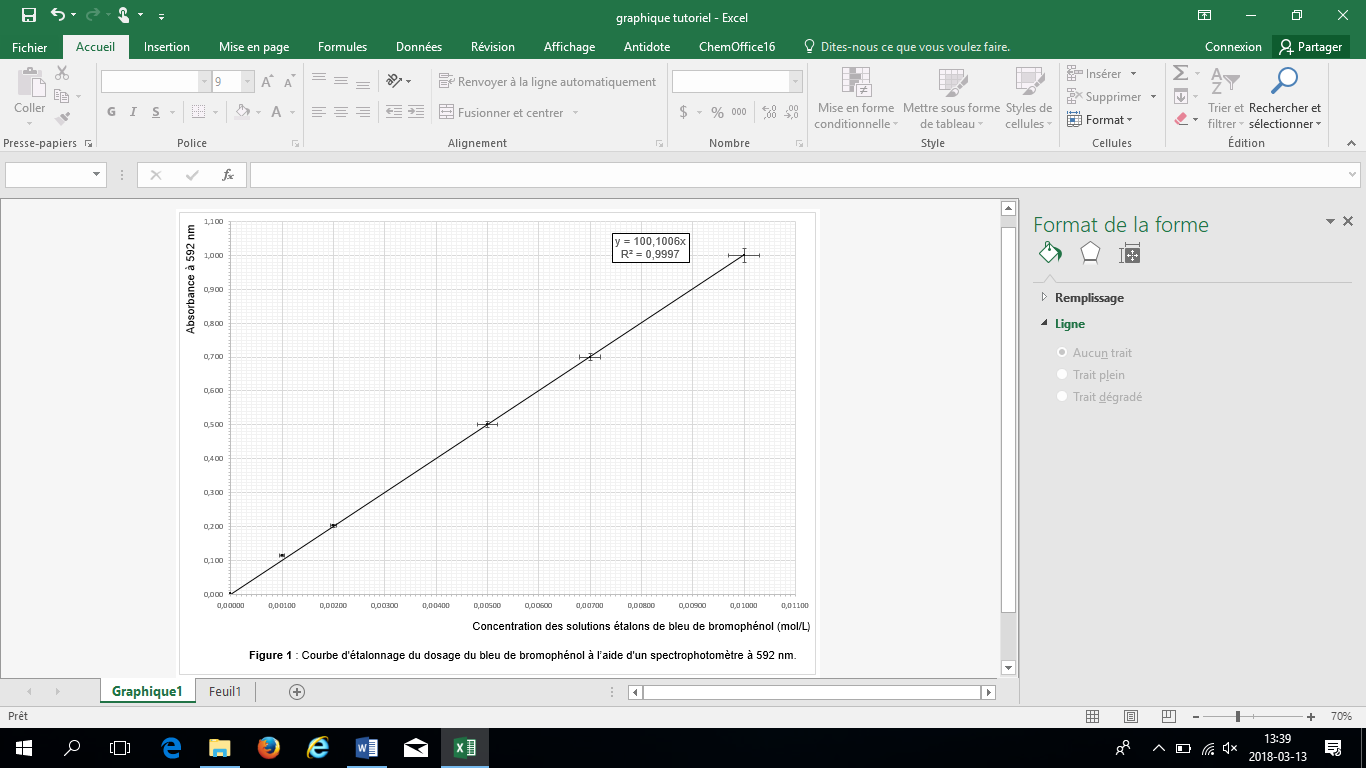 graphique tutoriel - Excel
Fichier Accueil Insertion Mise en page Formules Données Révision Affichage Antidote ChemOffice16 Dites-nous ce que vous voulez faire. Connexion Partager
Coller
Presse-papiers
9
G I S
Police
Renvoyer à la ligne automatiquement
Fusionner et centrer
Alignement
$ % 000
Nombre
Mise en forme
conditionnelle
Mettre sous forme
de tableau
Styles de
cellules
Style
Insérer
Supprimer
Format
Cellules
Trier et
filtrer
Rechercher et
sélectionner
Édition
fx
Absorbance à 592 nm
1,100
1,000
0,900
0,800
0,700
0,600
0,500
0,400
0,300
0,200
0,100
0,000
y = 100,1006x
R² = 0,9997
0,00000 0,00100 0,00200 0,00300 0,00400 0,00500 0,00600 0,00700 0,00800 0,00900 0,01000 0,01100
Concentration des solutions étalons de bleu de bromophénol (mol/L)
Figure 1 : Courbe d'étalonnage du dosage du bleu de bromophénol à l'aide d'un spectrophotomètre à 592 nm.
Format de la forme
Remplissage
Ligne
Aucun trait
Trait plein
Trait dégradé
Graphique1 Feuil1
Prêt
70%
13:39
2018-03-13